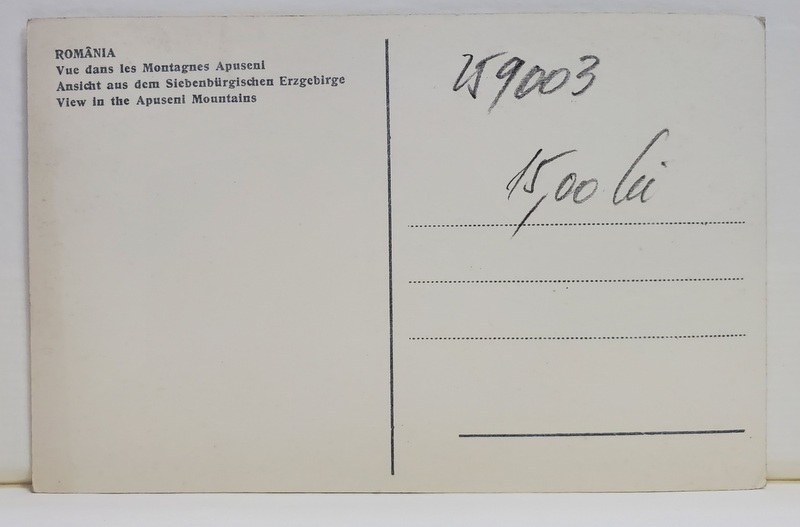 ROMÂNIA
Vue dans les Montagnes Apuseni
Ansicht aus dem Siebenbürgischen Erzgebirge
View in the Apuseni Mountains
259003
15,00 lei